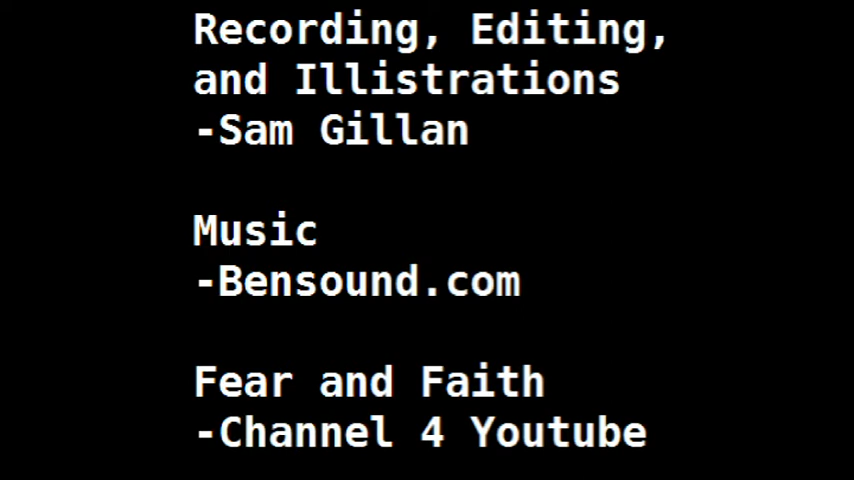 Recording, Editing,
and Illistrations
-Sam Gillan
Music
-Bensound.com
Fear and Faith
-Channel 4 Youtube